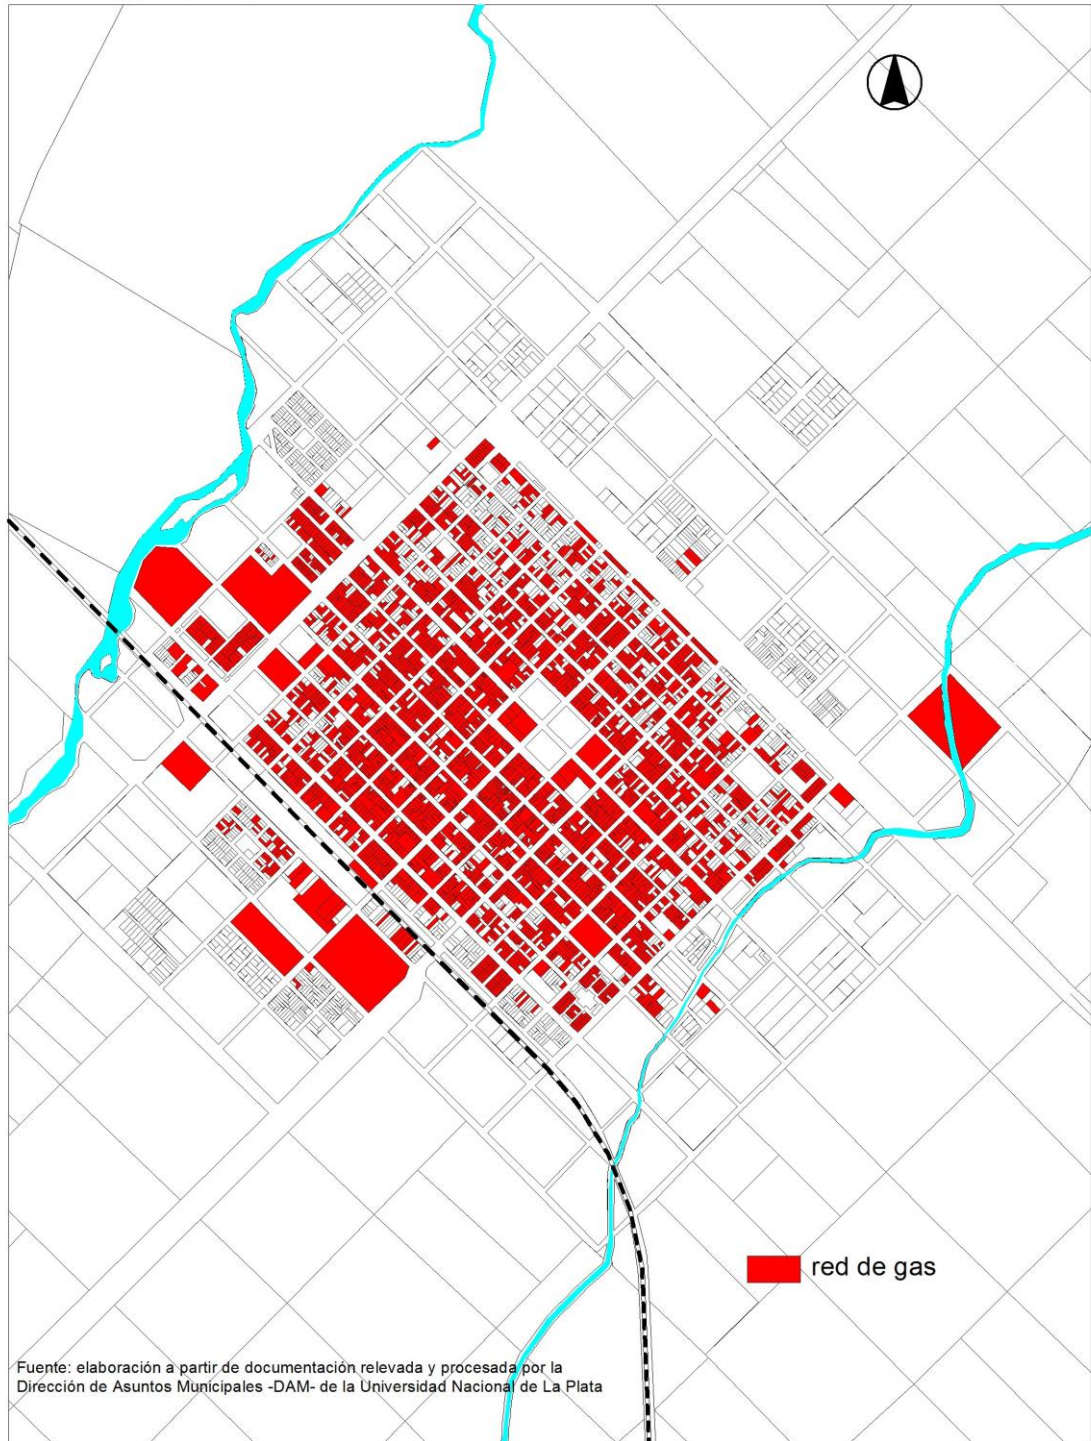 red de gas
Fuente: elaboración a partir de documentación relevada y procesada por la
Dirección de Asuntos Municipales -DAM- de la Universidad Nacional de La Plata